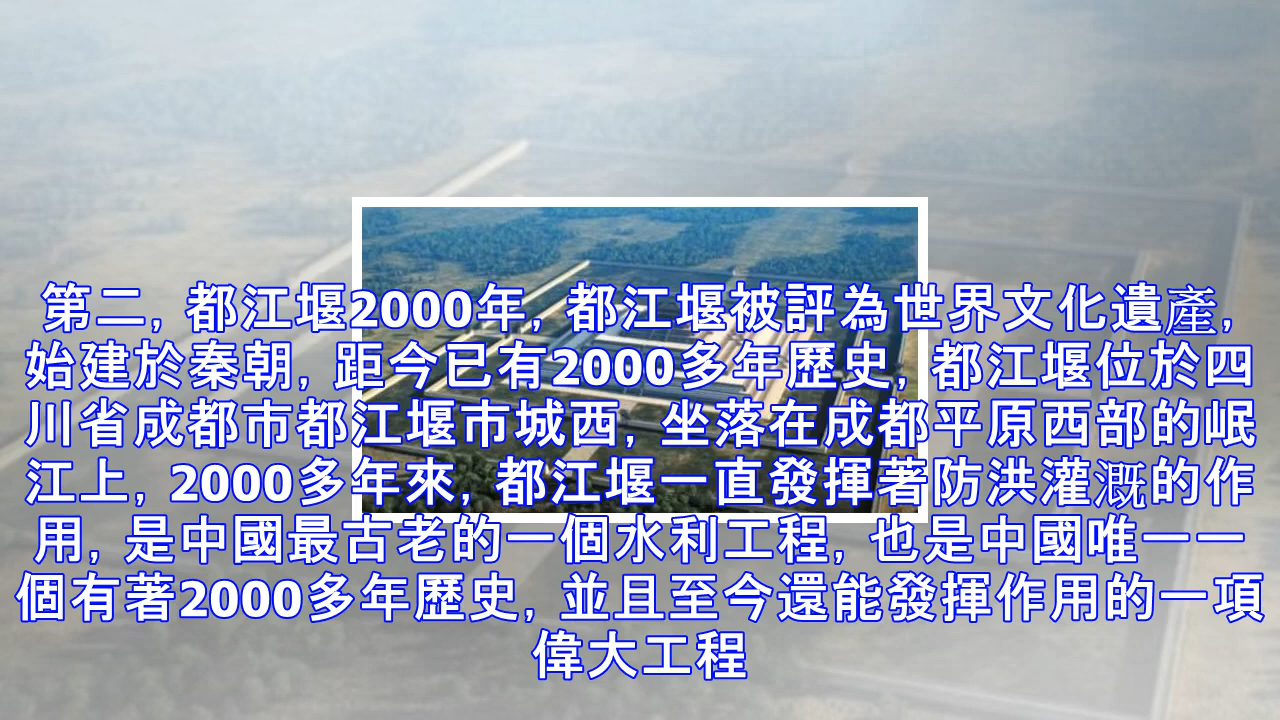 第二, 都江堰2000年, 都江堰被評為世界文化遺產,
始建於秦朝, 距今已有2000多年歷史, 都江堰位於四
川省成都市都江堰市城西, 坐落在成都平原西部的岷
江上, 2000多年來, 都江堰一直發揮著防洪灌溉的作
用, 是中國最古老的一個水利工程, 也是中國唯一一
個有著2000多年歷史, 並且至今還能發揮作用的一項
偉大工程